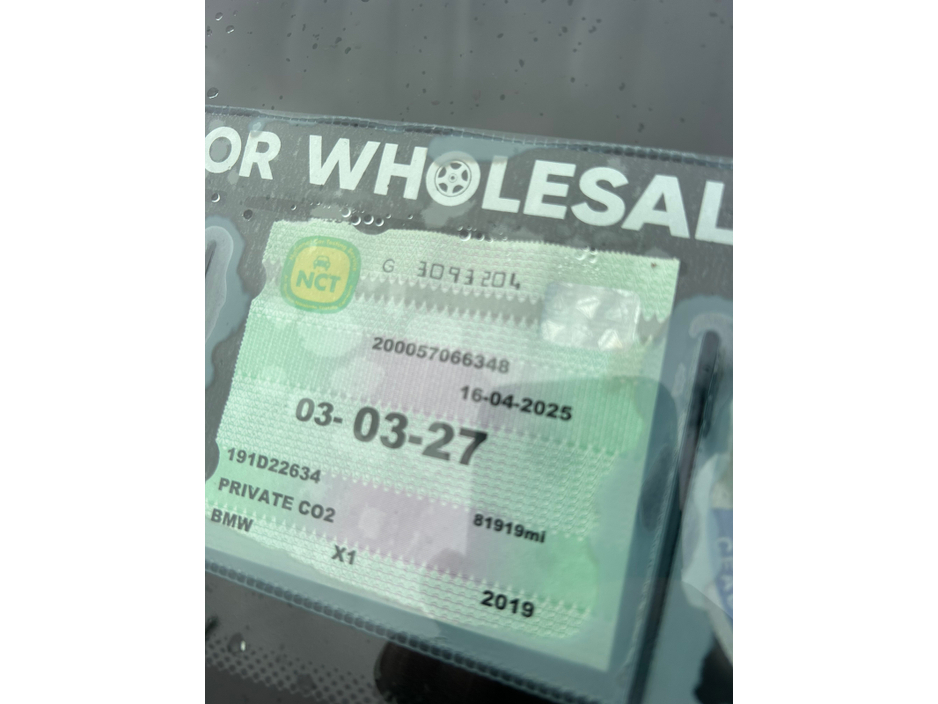 OR WHOLESAL
NCT
G 3093204
200057066348
16-04-2025
03-03-27
191D22634
PRIVATE CO2
81919mi
BMW
X1
2019